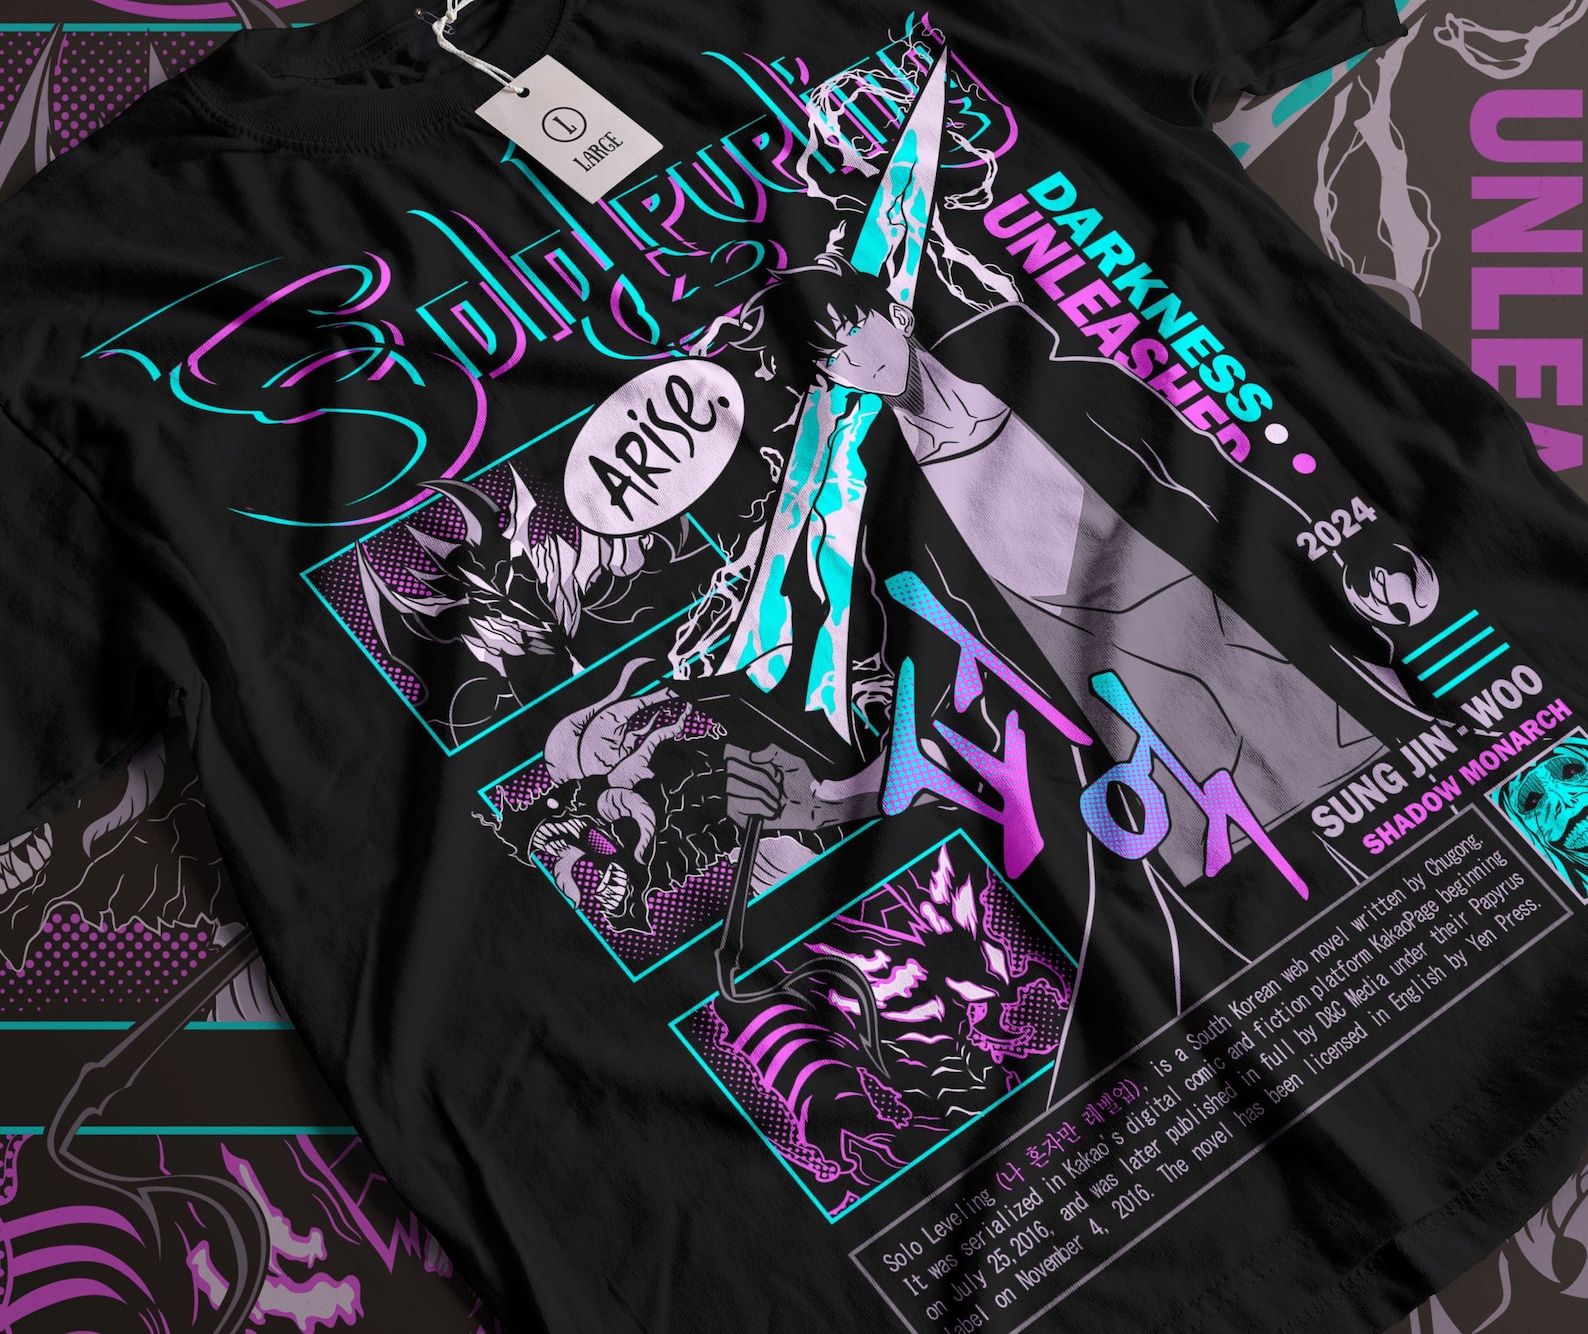 L
LARGE
DARKNESS
UNLEASHED
ARISE.
2024
SUNG JIN-WOO
SHADOW MONARCH
Solo Leveling (나 혼자만 레벨업), is a South Korean web novel written by Chugong.
It was serialized in Kakao's digital comic and fiction platform KakaoPage beginning
on July 25,2016, and was later published in full by D&C Media under their Papyrus
label on November 4, 2016. The novel has been licensed in English by Yen Press.
UNLEA